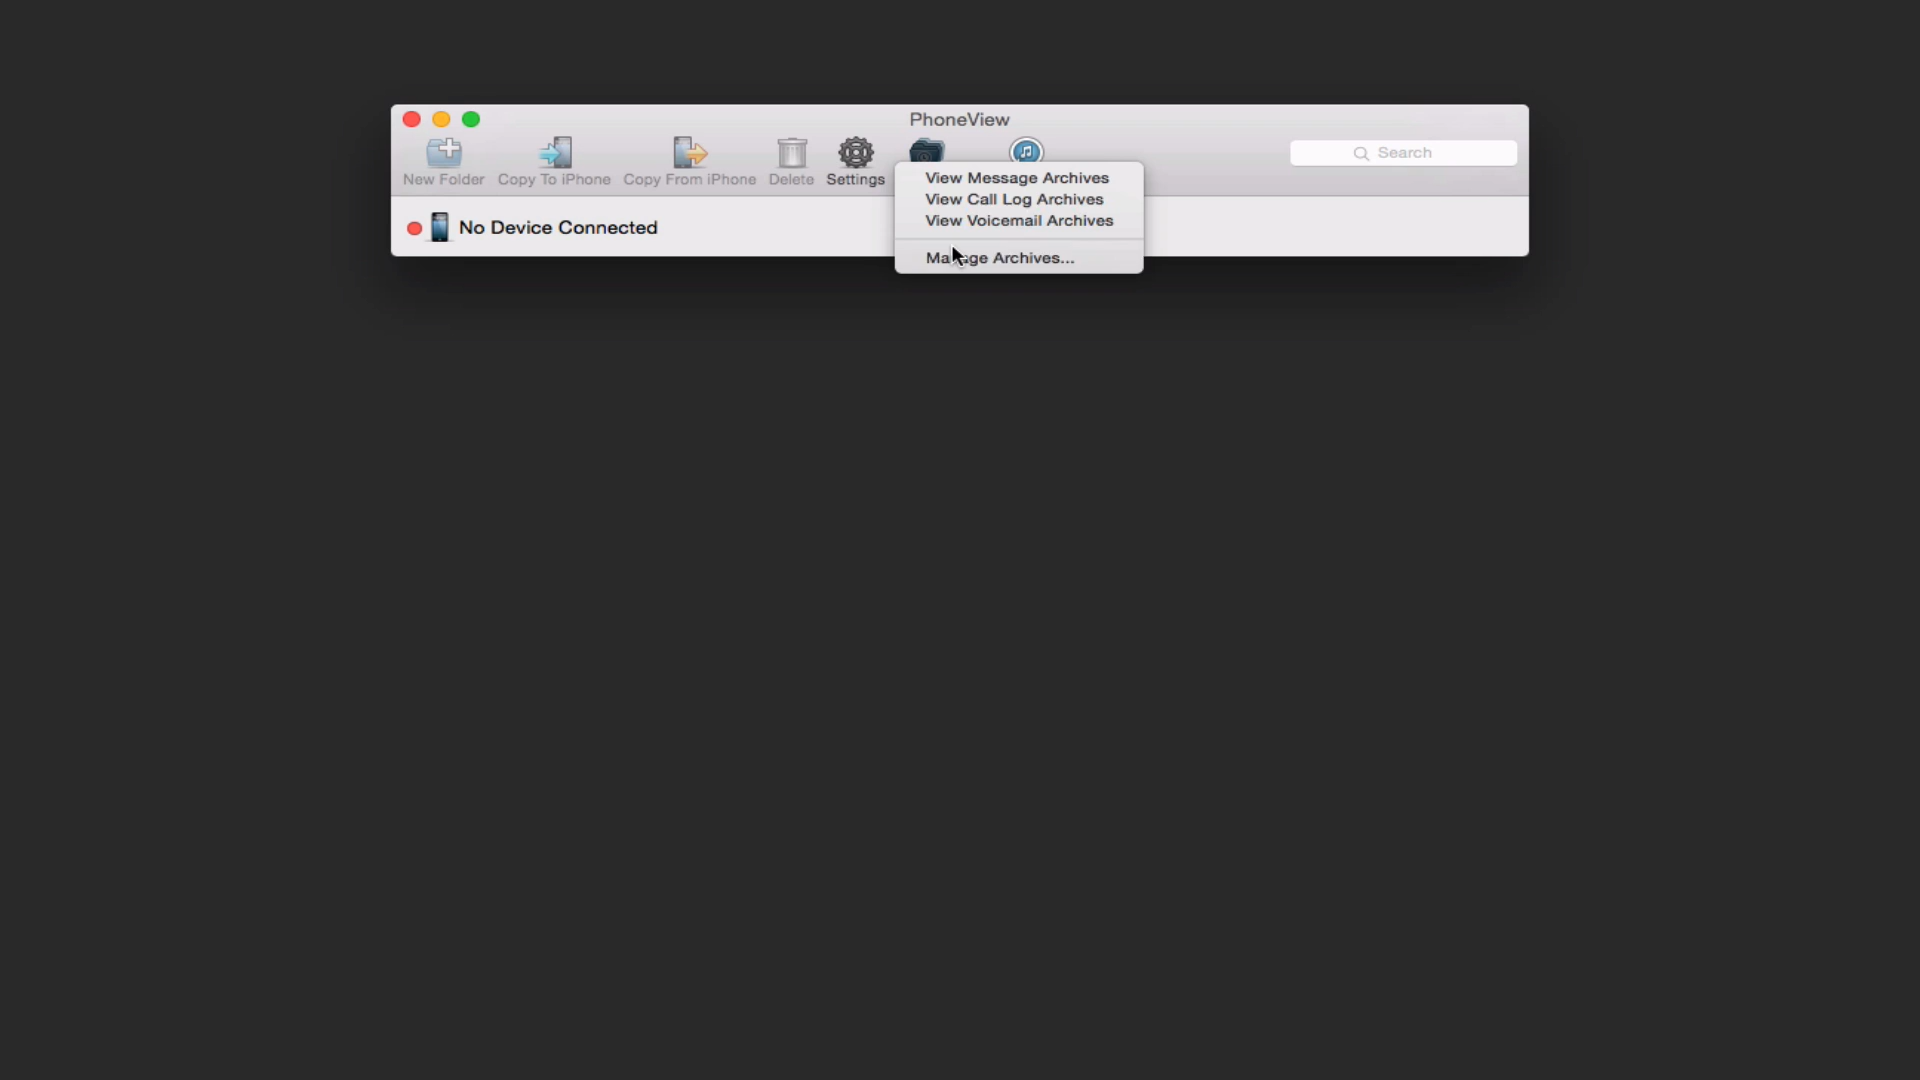 PhoneView
New Folder
Copy To iPhone
Copy From iPhone
Delete
Settings
Search
View Message Archives
View Call Log Archives
View Voicemail Archives
Manage Archives...
No Device Connected